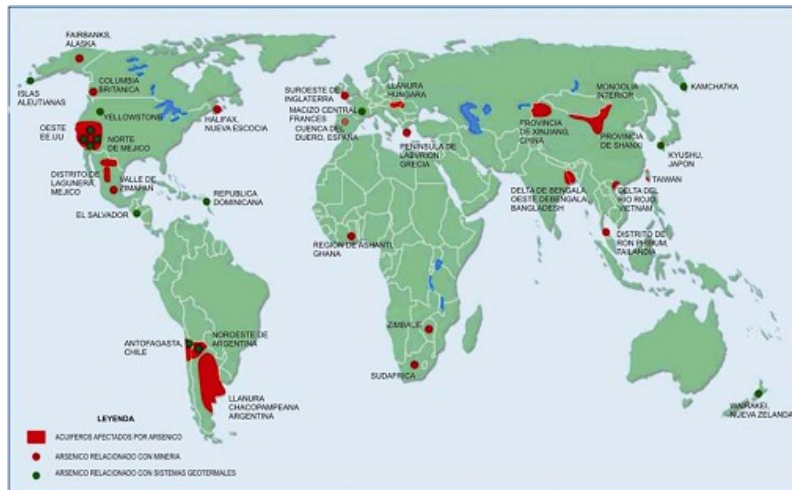 FAIRBANKS,
ALASKA
ISLAS
ALEUTIANAS
COLUMBIA
BRITANICA
YELLOWSTONE
HALIFAX,
NUEVA ESCOCIA
OESTE
EE.UU
NORTE
DE MEJICO
DISTRITO DE
LAGUNERA,
MEJICO
VALLE DE
ZIMAPAN
REPUBLICA
DOMINICANA
EL SALVADOR
SUROESTE DE
INGLATERRA
MACIZO CENTRAL
FRANCES
CUENCA DEL
DUERO, ESPAÑA
LLANURA
HUNGARA
PENINSULA DE
LABVRION,
GRECIA
MONGOLIA
INTERIOR
PROVINCIA
DE XINJIANG,
CHINA
PROVINCIA
DE SHANXI
KAMCHATKA
KYUSHU,
JAPON
TAIWAN
DELTA DE BENGALA
OESTE DE BENGALA
BANGLADESH
DELTA DEL
RIO ROJO,
VIETNAM
DISTRITO DE
RON PHIBUM,
TAILANDIA
REGION DE ASHANTI,
GHANA
ZIMBAUE
SUDAFRICA
ANTOFAGASTA,
CHILE
NOROESTE DE
ARGENTINA
LLANURA
CHACOPAMPEANA
ARGENTINA
WAIRAKEI,
NUEVA ZELANDA
LEYENDA
ACUIFEROS AFECTADOS POR ARSENICO
ARSENICO RELACIONADO CON MINERIA
ARSENICO RELACIONADO CON SISTEMAS GEOTERMALES